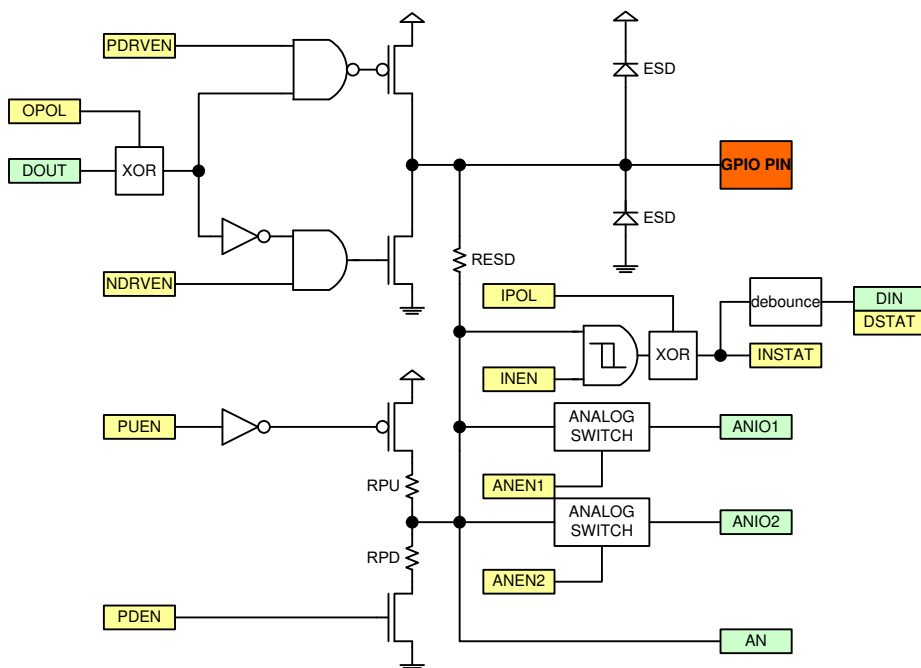 PDRVEN
ESD
OPOL
DOUT
XOR
GPIO PIN
ESD
NDRVEN
RESD
IPOL
debounce
DIN
DSTAT
XOR
INSTAT
INEN
PUEN
ANALOG
SWITCH
ANIO1
RPU
ANEN1
ANALOG
SWITCH
ANIO2
RPD
ANEN2
PDEN
AN